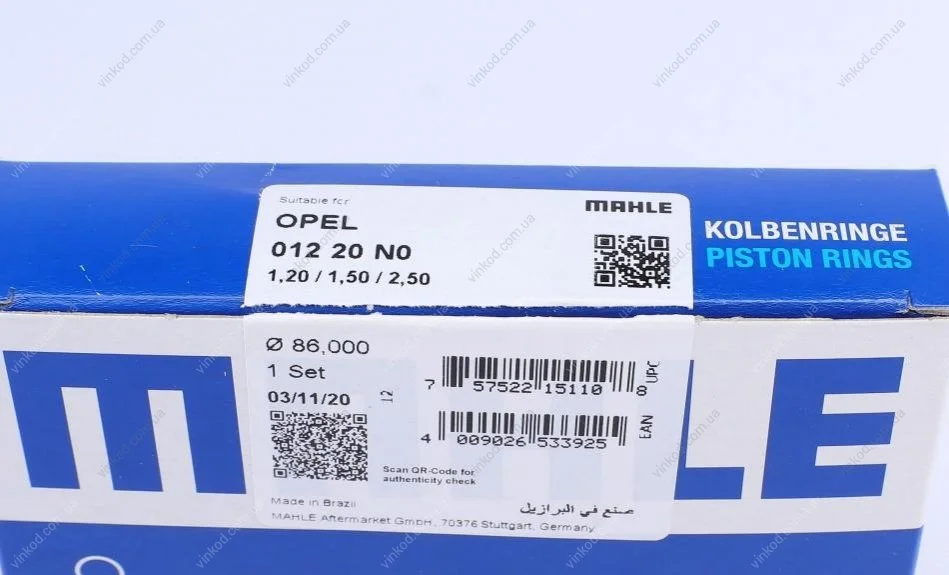 Suitable for
OPEL
012 20 N0
1,20 / 1,50 / 2,50
MAHLE
KOLBENRINGE
PISTON RINGS
Ø 86,000
1 Set
03/11/20
12
7 57522 15110 8
UPC
4 009026 533925
EAN
Scan QR-Code for
authenticity check
Made in Brazil
صنع في البرازيل
MAHLE Aftermarket GmbH, 70376 Stuttgart, Germany
MAHLE
vinkod.com.ua